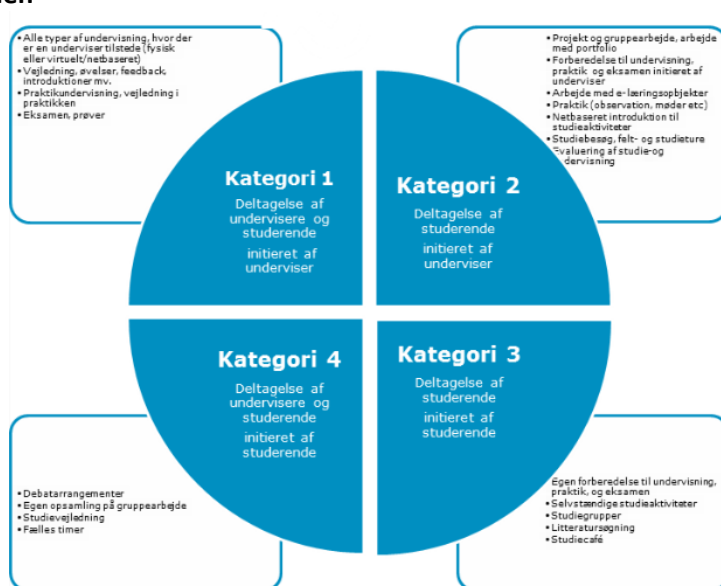 en
• Alle typer af undervisning, hvor der
er en underviser tilstede (fysisk
eller virtuelt/netbaseret)
• Vejledning, øvelser, feedback,
introduktioner mv.
• Praktikundervisning, vejledning i
praktikken
• Eksamen, prøver
• Projekt og gruppearbejde, arbejde
med portfolio
• Forberedelse til undervisning,
praktik og eksamen initieret af
underviser
• Arbejde med e-læringsobjekter
• Praktik (observation, møder etc)
• Netbaseret introduktion til
studieaktiviteter
• Studiebesøg, felt- og studieture
Evaluering af studie-og
dervisning
Kategori 1
Deltagelse af
undervisere og
studerende
initieret af
underviser
Kategori 2
Deltagelse af
studerende
initieret af
underviser
Kategori 4
Deltagelse af
undervisere og
studerende
initieret af
studerende
Kategori 3
Deltagelse af
studerende
initieret af
studerende
• Debatarrangementer
• Egen opsamling på gruppearbejde
• Studievejledning
• Fælles timer
Egen forberedelse til undervisning,
praktik, og eksamen
• Selvstændige studieaktiviteter
• Studiegrupper
• Litteratursøgning
• Studiecafé